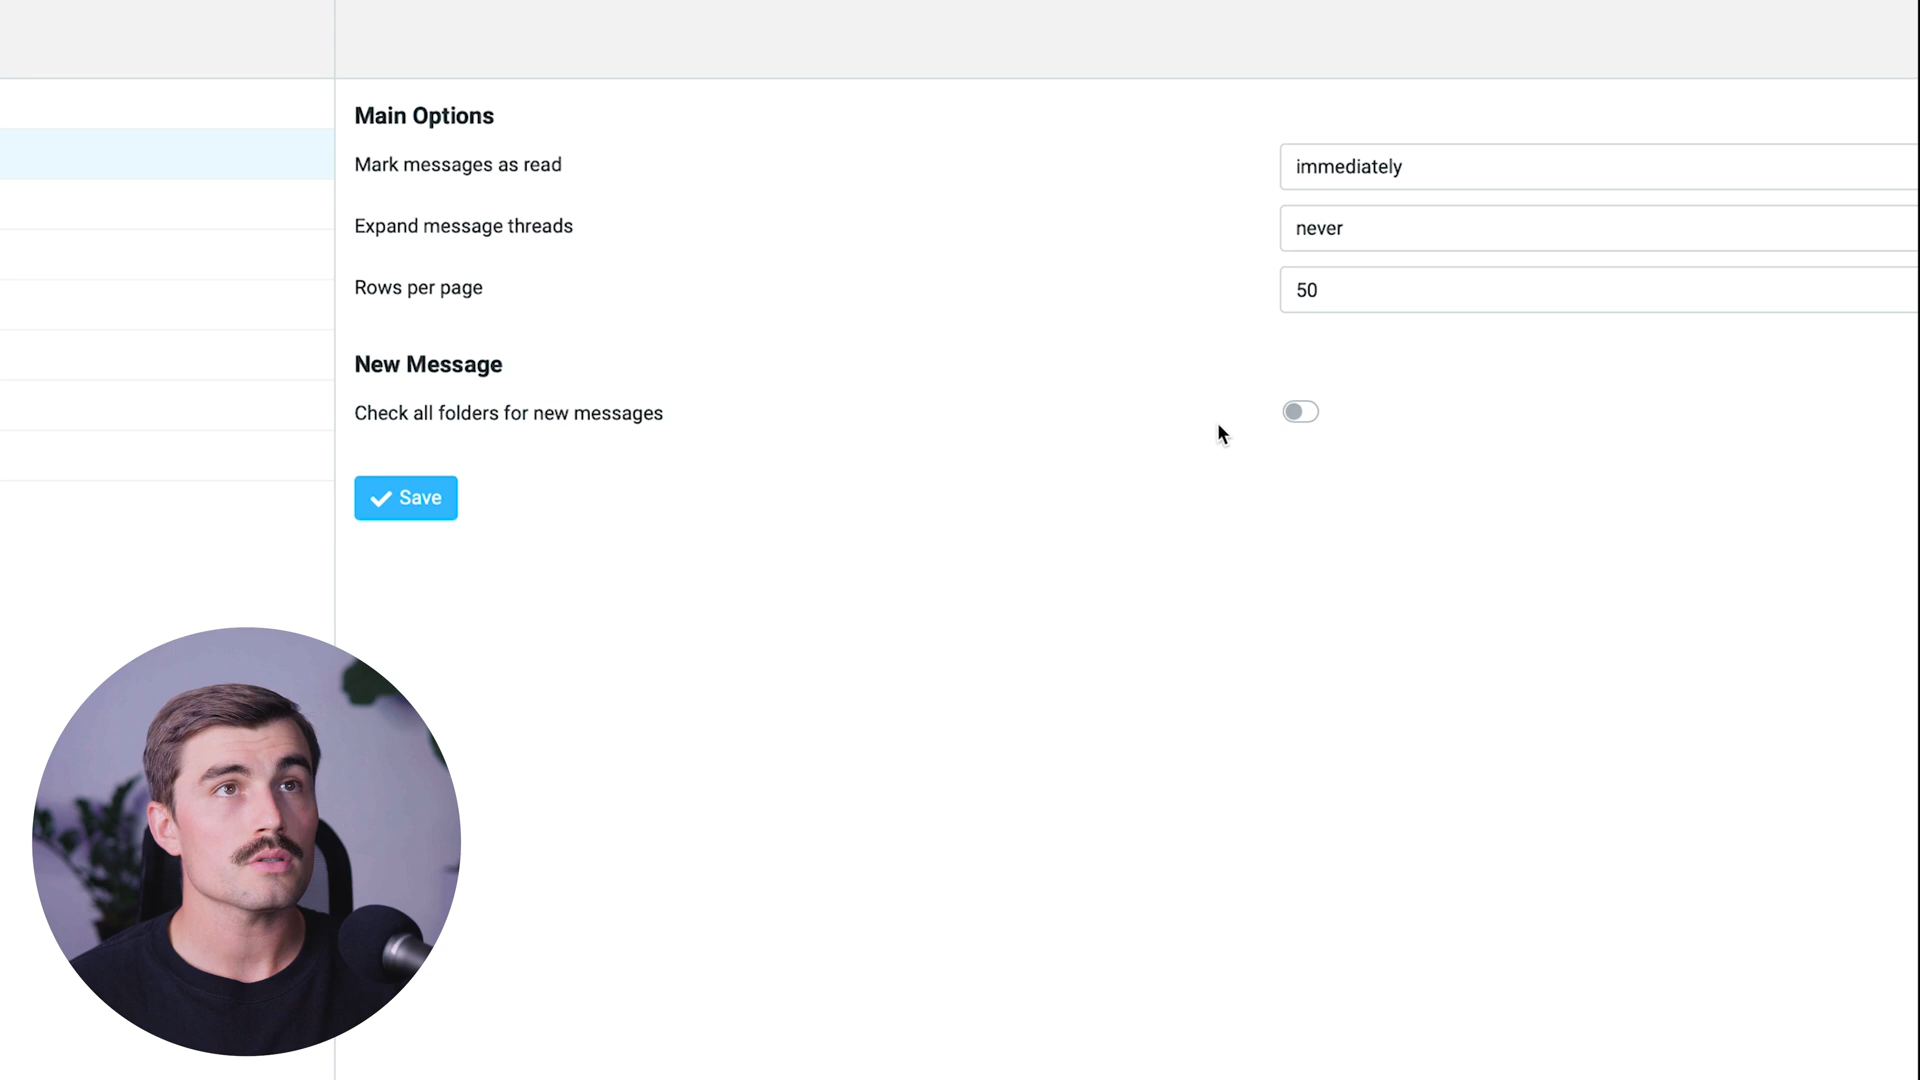 Main Options
Mark messages as read
immediately
Expand message threads
never
Rows per page
50
New Message
Check all folders for new messages
Save